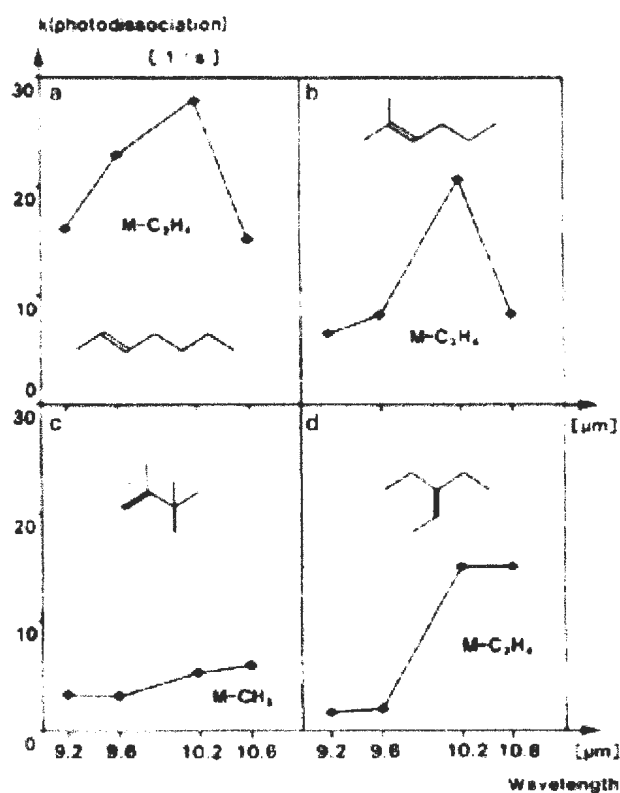 k(photodissociation)
[ 1/s ]
30 a b
20
M-C₂H₄
10
M-C₂H₄
0
30 c d [µm]
20
10
M-C₂H₄
M-CH₃
0
9.2 9.6 10.2 10.6 9.2 9.6 10.2 10.6 [µm]
Wavelength